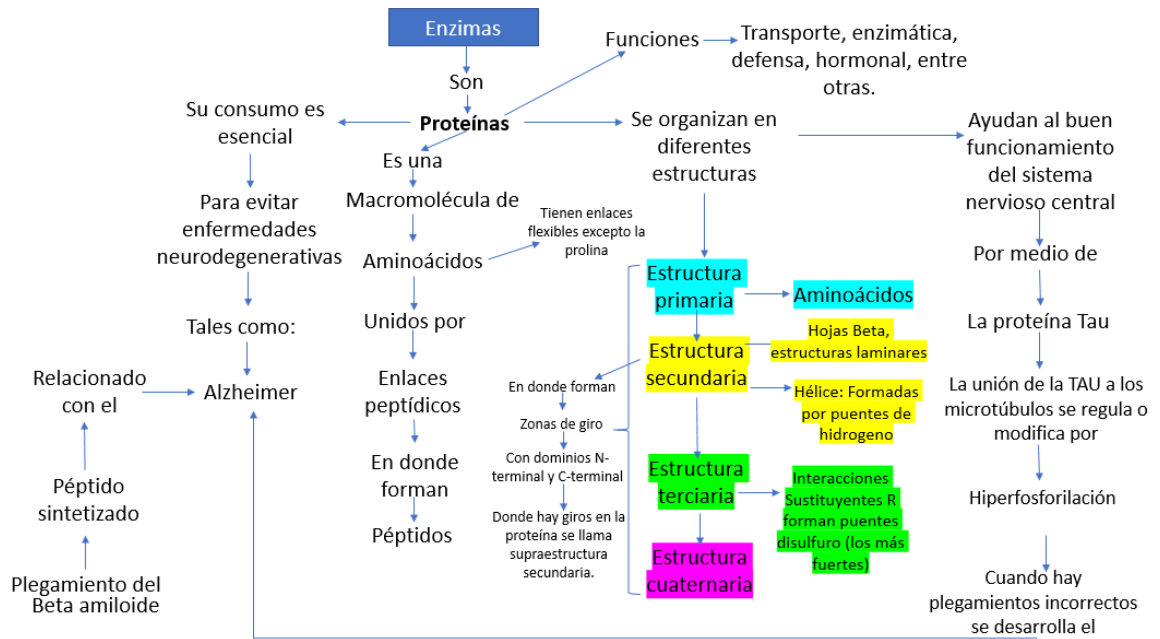 Enzimas
Son
Proteínas
Funciones
Transporte, enzimática,
defensa, hormonal, entre
otras.
Su consumo es
esencial
Para evitar
enfermedades
neurodegenerativas
Tales como:
Alzheimer
Relacionado
con el
Péptido
sintetizado
Plegamiento del
Beta amiloide
Es una
Macromolécula de
Aminoácidos
Tienen enlaces
flexibles excepto la
prolina
Unidos por
Enlaces
peptídicos
En donde
forman
Péptidos
Se organizan en
diferentes
estructuras
Estructura
primaria
Aminoácidos
Estructura
secundaria
Hojas Beta,
estructuras laminares
Hélice: Formadas
por puentes de
hidrogeno
En donde forman
Zonas de giro
Con dominios N-
terminal y C-terminal
Donde hay giros en la
proteína se llama
supraestructura
secundaria.
Estructura
terciaria
Interacciones
Sustituyentes R
forman puentes
disulfuro (los más
fuertes)
Estructura
cuaternaria
Ayudan al buen
funcionamiento
del sistema
nervioso central
Por medio de
La proteína Tau
La unión de la TAU a los
microtúbulos se regula o
modifica por
Hiperfosforilación
Cuando hay
plegamientos incorrectos
se desarrolla el